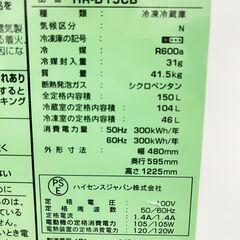 品名 HR-D15CB
冷凍冷蔵庫
気候区分 N
冷凍庫の記号
冷媒 R600a
冷媒封入量 31g
質量 41.5kg
断熱発泡ガス シクロペンタン
全定格内容積 150 L
冷蔵室の定格内容積 104 L
冷凍室の定格内容積 46 L
消費電力量 50Hz 300kWh/年
60Hz 300kWh/年
外形寸法 幅 480mm
奥行 595mm
高さ 1225mm
PS
E
ハイセンスジャパン株式会社
定格電圧 100V
定格周波数 50/60Hz
定格電流 1.4A/1.4A
電動機の定格消費電力 105/105W
電熱装置の定格消費電力 120/120W